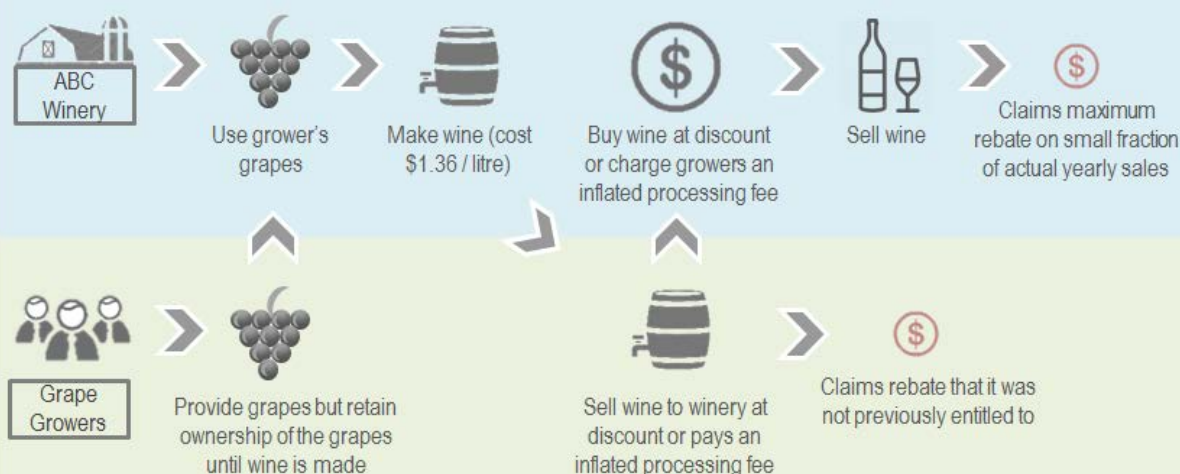 ABC
Winery
Use grower's
grapes
Make wine (cost
$1.36 / litre)
$
Buy wine at discount
or charge growers an
inflated processing fee
Sell wine
$
Claims maximum
rebate on small fraction
of actual yearly sales
Grape
Growers
Provide grapes but retain
ownership of the grapes
until wine is made
Sell wine to winery at
discount or pays an
inflated processing fee
$
Claims rebate that it was
not previously entitled to